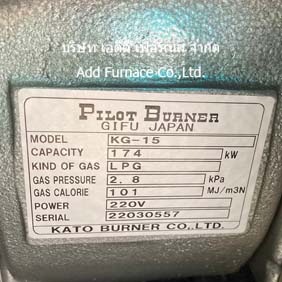 บริษัท เอดีดี เฟอร์เนส จำกัด
Add Furnace Co.,Ltd.
PILOT BURNER
GIFU JAPAN
MODEL KG-15
CAPACITY 174 kW
KIND OF GAS LPG
GAS PRESSURE 2.8 kPa
GAS CALORIE 101 MJ/m3N
POWER 220V
SERIAL 22030557
KATO BURNER CO.,LTD.